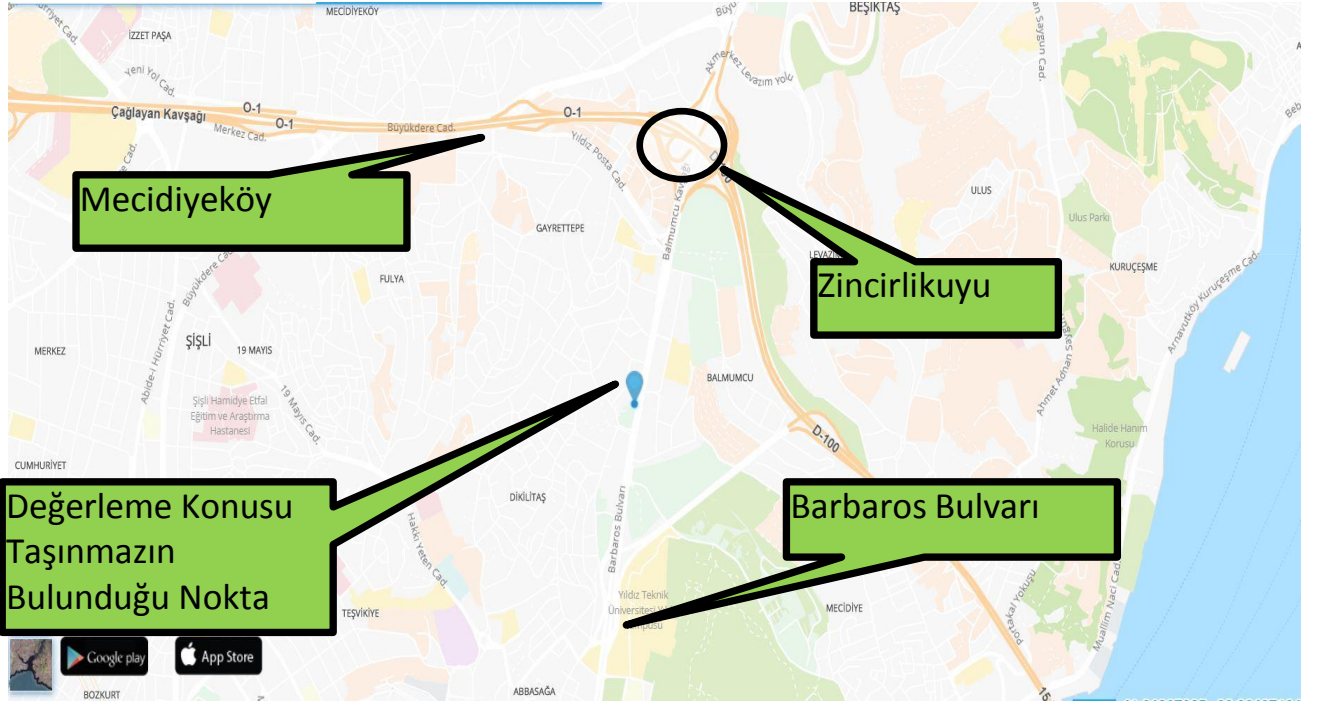 MECİDİYEKÖY
BEŞİKTAŞ
İZZET PAŞA
Yeni Yol Cad.
Akmerkez Levazım Yolu
Saygun Cad.
Çağlayan Kavşağı
O-1
O-1
O-1
Merkez Cad.
Büyükdere Cad.
Yıldız Posta Cad.
Mecidiyeköy
ULUS
Ulus Parkı
GAYRETTEPE
Balmumcu
KURUÇEŞME
Arnavutköy Kuruçeşme Cad.
Zincirlikuyu
FULYA
Abide-i Hürriyet Cad.
ŞİŞLİ
19 MAYIS
MERKEZ
BALMUMCU
Ahmet Adnan
Şişli Hamidiye Etfal
Eğitim ve Araştırma
Hastanesi
19 Mayıs Cad.
D-100
Halide Hanım
Korusu
CUMHURİYET
Değerleme Konusu
Taşınmazın
Bulunduğu Nokta
DİKİLİTAŞ
Barbaros Bulvarı
Barbaros Bulvarı
Hakkı Yeten Cad.
Yıldız Teknik
TEŞVİKİYE
MECİDİYE
Portakal Yokuşu
Muallim Naci Cad.
Google play
App Store
BOZKURT
ABBASAĞA